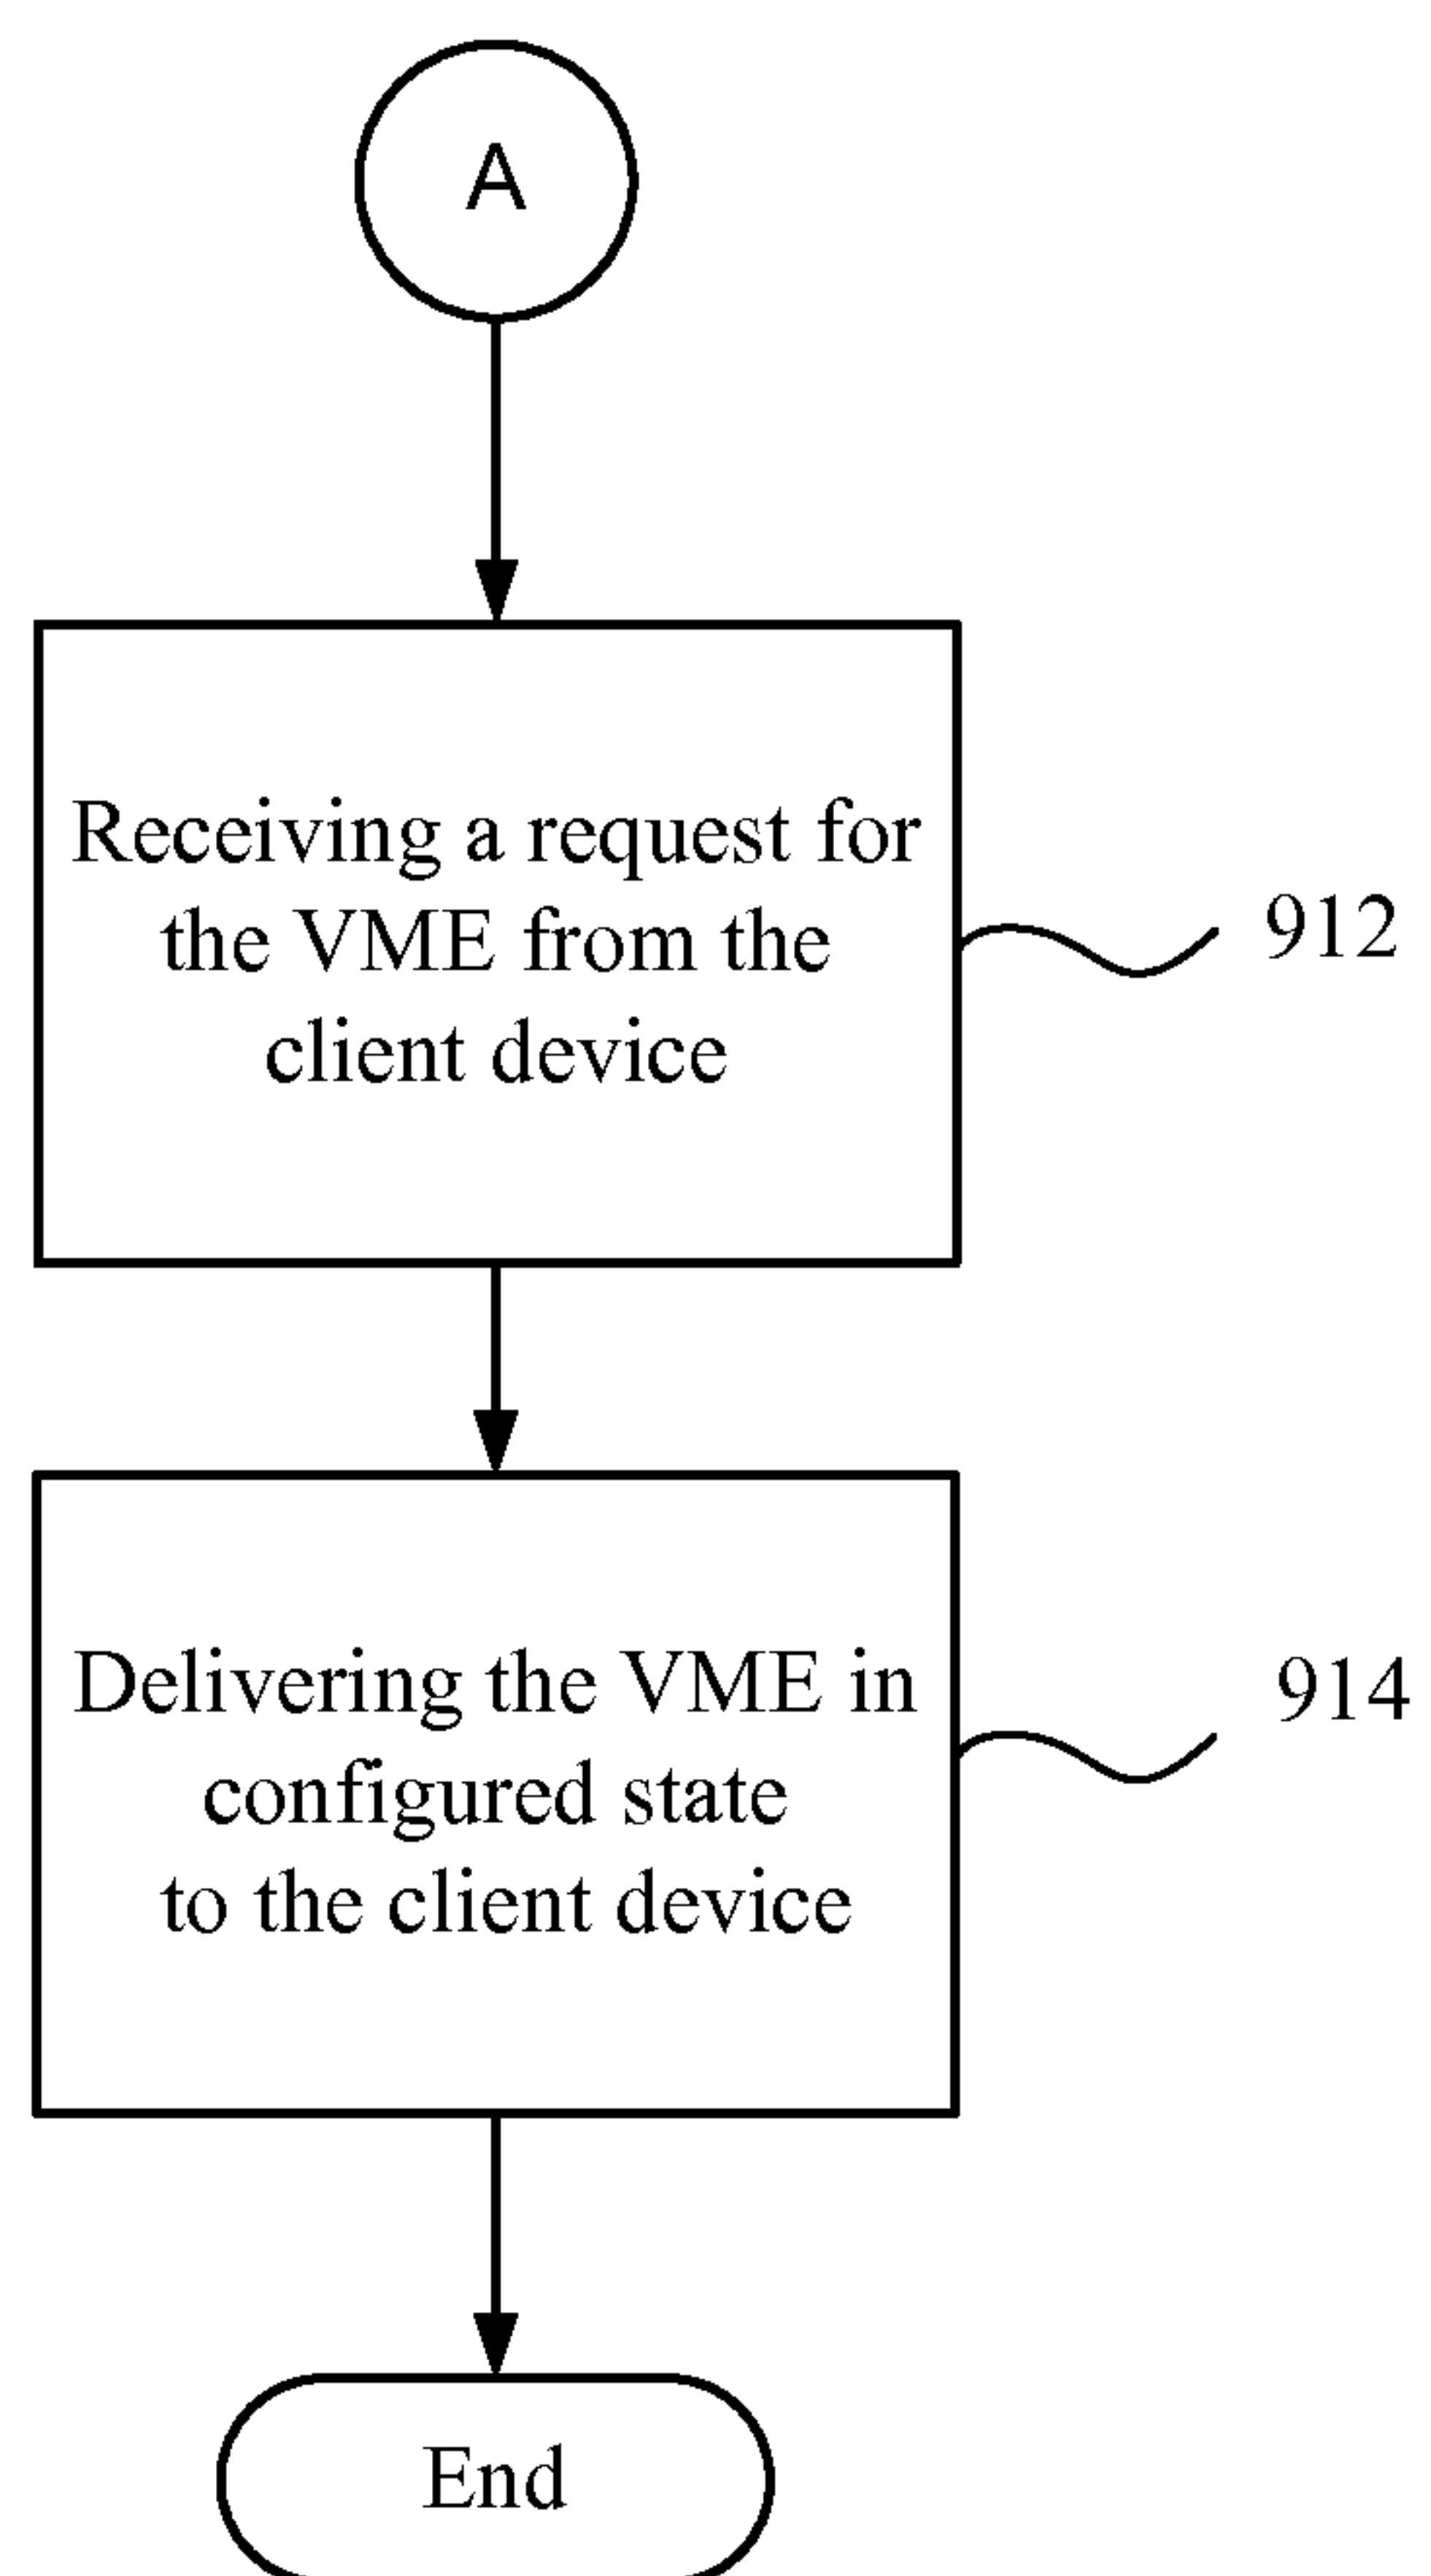 A
Receiving a request for
the VME from the
client device
912
Delivering the VME in
configured state
to the client device
914
End